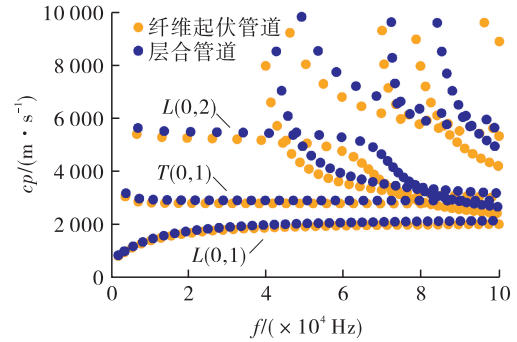 纤维起伏管道
层合管道
10 000
8 000
6 000
4 000
2 000
0
cp/(m·s⁻¹)
L(0,2)
T(0,1)
L(0,1)
0 2 4 6 8 10
f/(×10⁴ Hz)